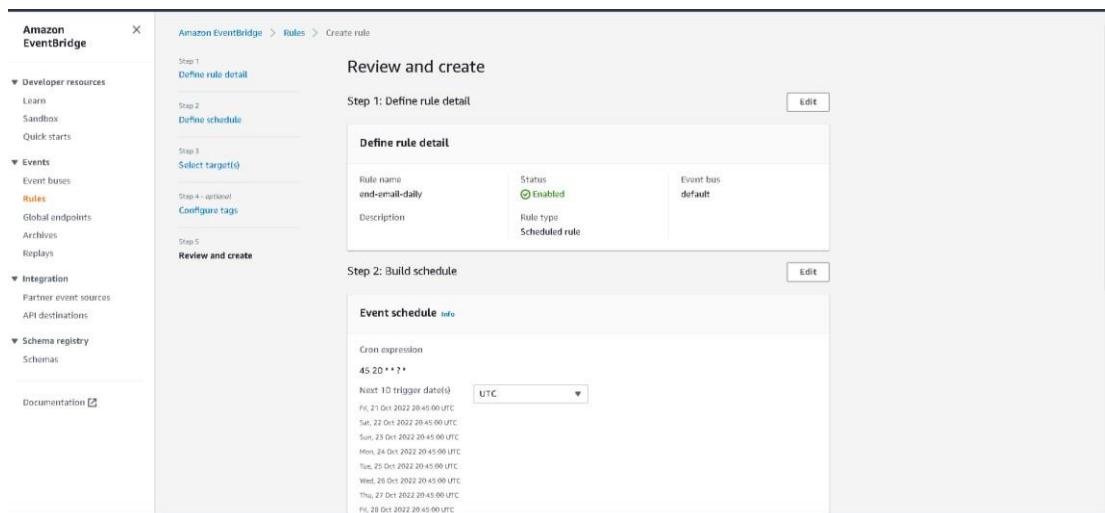 Amazon
EventBridge
Developer resources
Learn
Sandbox
Quick starts
Events
Event buses
Rules
Global endpoints
Archives
Replays
Integration
Partner event sources
API destinations
Schema registry
Schemas
Documentation
Amazon EventBridge > Rules > Create rule
Step 1
Define rule detail
Step 2
Define schedule
Step 3
Select target(s)
Step 4 - optional
Configure tags
Step 5
Review and create
Review and create
Step 1: Define rule detail
Edit
Define rule detail
Rule name
end-email-daily
Description
Status
Enabled
Rule type
Scheduled rule
Event bus
default
Step 2: Build schedule
Edit
Event schedule Info
Cron expression
45 20 * * ? *
Next 10 trigger date(s)
UTC
Fri, 21 Oct 2022 20:45:00 UTC
Sat, 22 Oct 2022 20:45:00 UTC
Sun, 23 Oct 2022 20:45:00 UTC
Mon, 24 Oct 2022 20:45:00 UTC
Tue, 25 Oct 2022 20:45:00 UTC
Wed, 26 Oct 2022 20:45:00 UTC
Thu, 27 Oct 2022 20:45:00 UTC
Fri, 28 Oct 2022 20:45:00 UTC